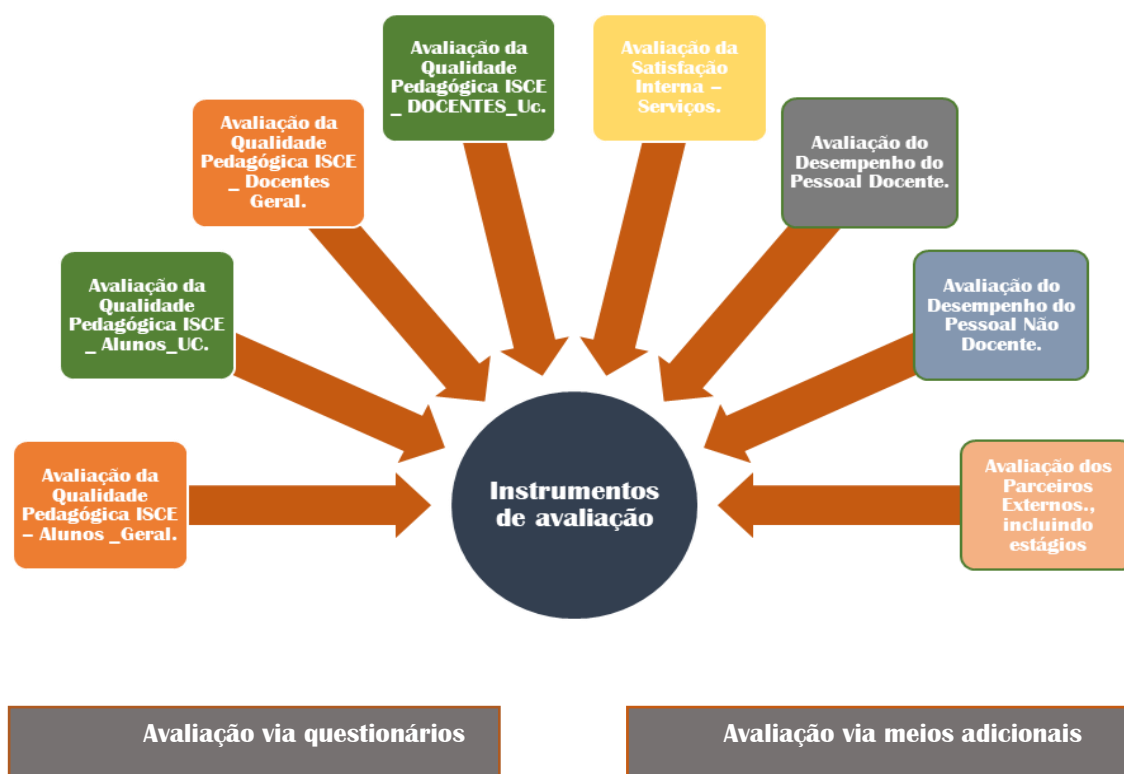 Avaliação da
Qualidade
Pedagógica ISCE
_ DOCENTES_Uc.
Avaliação da
Satisfação
Interna –
Serviços.
Avaliação da
Qualidade
Pedagógica ISCE
_ Docentes
Geral.
Avaliação do
Desempenho do
Pessoal Docente.
Avaliação da
Qualidade
Pedagógica ISCE
_ Alunos_UC.
Avaliação do
Desempenho do
Pessoal Não
Docente.
Avaliação da
Qualidade
Pedagógica ISCE
– Alunos _Geral.
Instrumentos
de avaliação
Avaliação dos
Parceiros
Externos.,
incluindo
estágios
Avaliação via questionários
Avaliação via meios adicionais